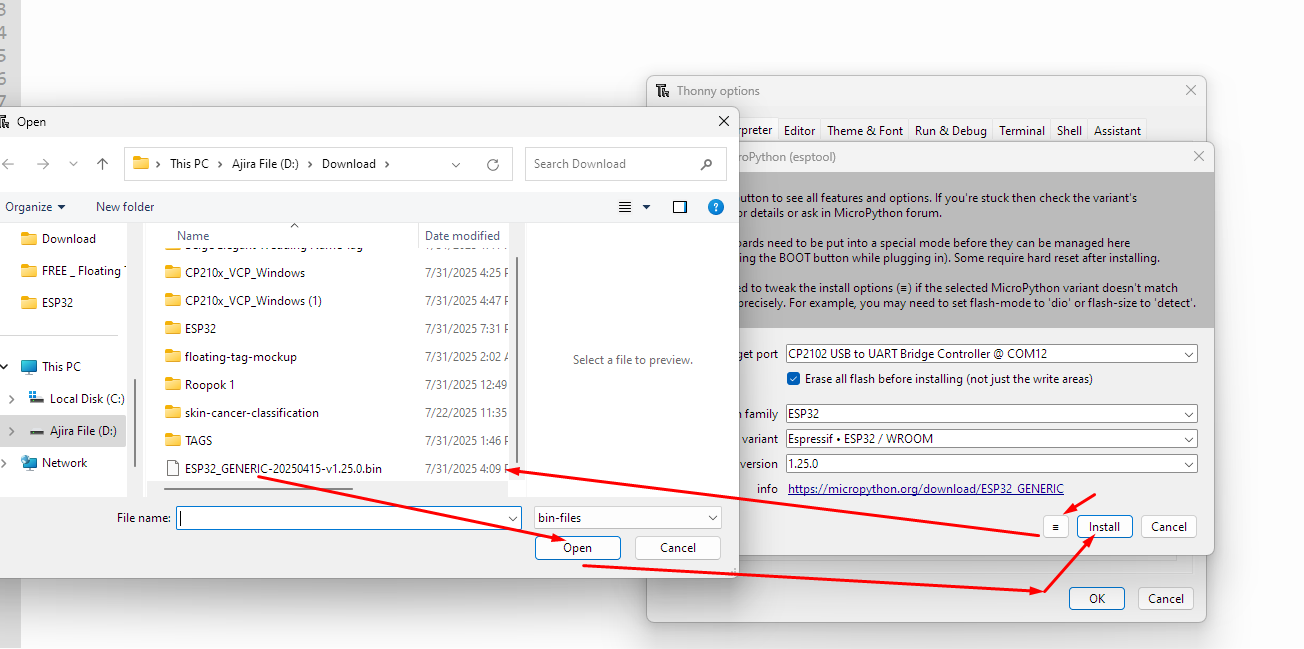 3
4
5
6
7
Thonny options
Open
rpreter Editor Theme & Font Run & Debug Terminal Shell Assistant
roPython (esptool)
This PC Ajira File (D:) Download
Search Download
Organize New folder
utton to see all features and options. If you're stuck then check the variant's
or details or ask in MicroPython forum.
oards need to be put into a special mode before they can be managed here
ing the BOOT button while plugging in). Some require hard reset after installing.
ed to tweak the install options (≡) if the selected MicroPython variant doesn't match
precisely. For example, you may need to set flash-mode to 'dio' or flash-size to 'detect'.
Download
FREE _ Floating T
ESP32
This PC
Local Disk (C:)
Ajira File (D:)
Network
Name Date modified
CP210x_VCP_Windows 7/31/2025 4:25 P
CP210x_VCP_Windows (1) 7/31/2025 4:47 P
ESP32 7/31/2025 7:31 P
floating-tag-mockup 7/31/2025 2:02 A
Roopok 1 7/31/2025 12:49
skin-cancer-classification 7/22/2025 11:35
TAGS 7/31/2025 1:46 P
ESP32_GENERIC-20250415-v1.25.0.bin 7/31/2025 4:09 P
Select a file to preview.
File name: bin-files
Open Cancel
get port CP2102 USB to UART Bridge Controller @ COM12
Erase all flash before installing (not just the write areas)
n family ESP32
variant Espressif • ESP32 / WROOM
version 1.25.0
info https://micropython.org/download/ESP32_GENERIC
≡ Install Cancel
OK Cancel